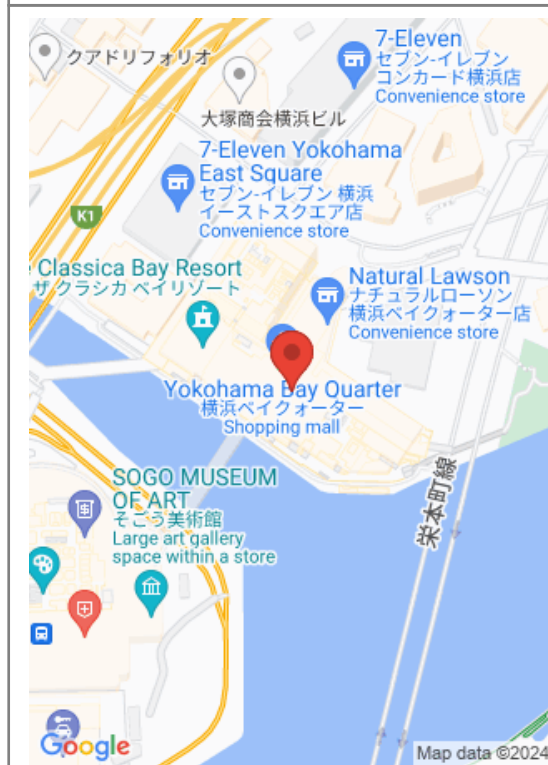 クアドリフォリオ
7-Eleven
セブン-イレブン
コンカード横浜店
Convenience store
大塚商会横浜ビル
7-Eleven Yokohama
East Square
セブン-イレブン 横浜
イーストスクエア店
Convenience store
K1
Classica Bay Resort
ザ クラシカ ベイリゾート
Natural Lawson
ナチュラルローソン
横浜ベイクォーター店
Convenience store
Yokohama Bay Quarter
横浜ベイクォーター
Shopping mall
栄本町線
SOGO MUSEUM
OF ART
そごう美術館
Large art gallery
space within a store
Google
Map data ©2024